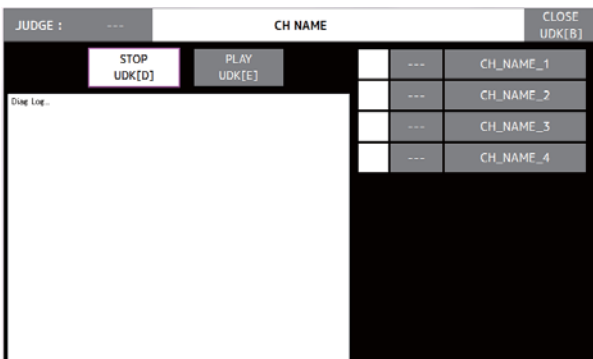 JUDGE : --- CH NAME CLOSE
UDK[B]
STOP
UDK[D]
PLAY
UDK[E]
Diag Log..
--- CH_NAME_1
--- CH_NAME_2
--- CH_NAME_3
--- CH_NAME_4